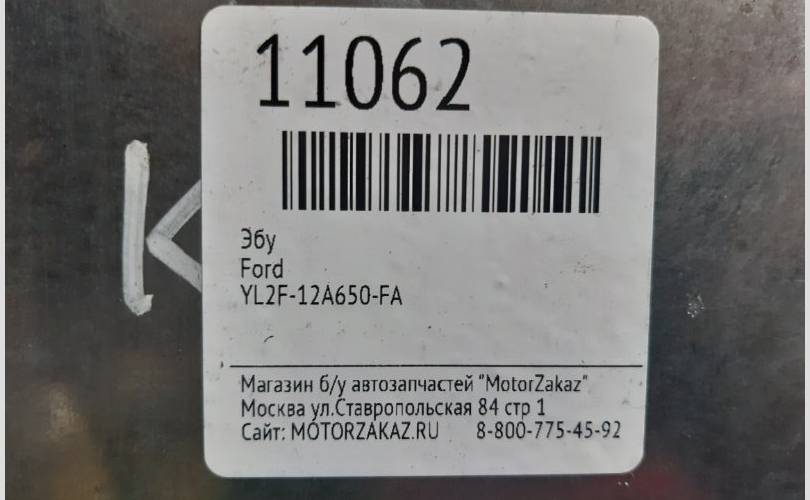 11062
K
Эбу
Ford
YL2F-12A650-FA
Магазин б/у автозапчастей "MotorZakaz"
Москва ул.Ставропольская 84 стр 1
Сайт: MOTORZAKAZ.RU 8-800-775-45-92